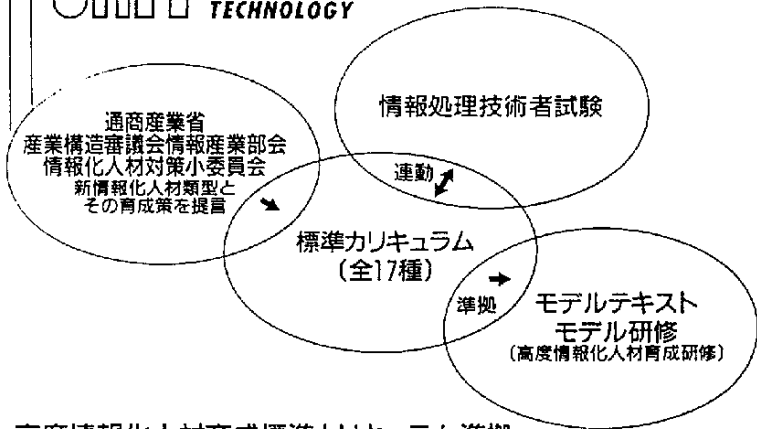 TECHNOLOGY
情報処理技術者試験
通商産業省
産業構造審議会情報産業部会
情報化人材対策小委員会
新情報化人材類型と
その育成策を提言
連動
標準カリキュラム
(全17種)
準拠
モデルテキスト
モデル研修
(高度情報化人材育成研修)